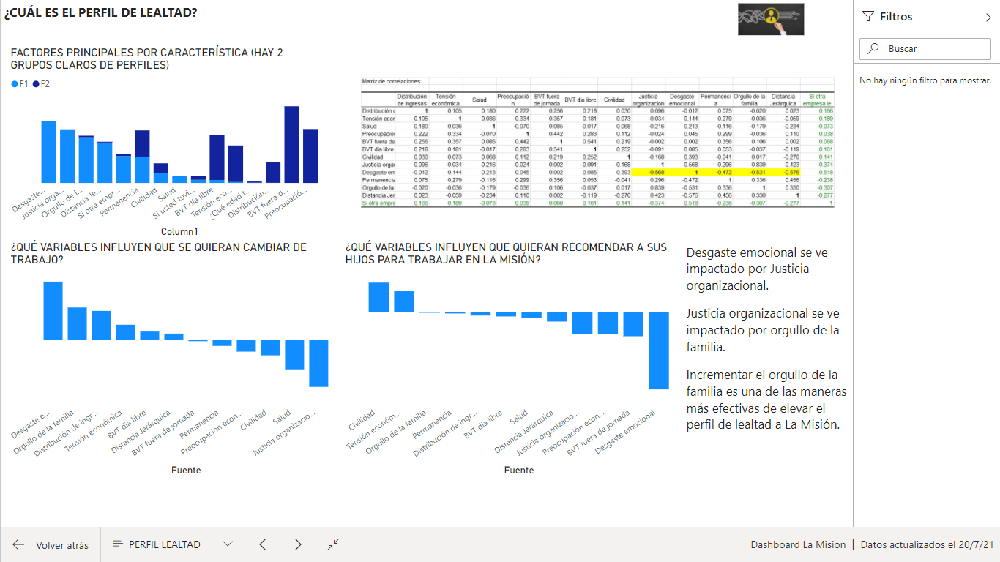 ¿CUÁL ES EL PERFIL DE LEALTAD?
FACTORES PRINCIPALES POR CARACTERÍSTICA (HAY 2
GRUPOS CLAROS DE PERFILES)
F1 F2
Desgaste...
Justicia orga...
Orgullo de l...
Distancia Je...
Si otra empr...
Permanencia
Civilidad
Salud
Si usted tuvi...
BVT día libre
Tensión eco...
¿Qué edad t...
Distribución...
BVT fuera d...
Preocupació...
Column1
Matriz de correlaciones:
Distribución de ingresos Tensión económica Salud Preocupació n BVT fuera de jornada BVT dia libre Civilidad Justicia organizacion Desgaste emocional Permanenci a Orgullo de la familia Distancia Jerárquica Si otra empresa le
Distribución d 1 0.105 0.180 0.222 0.256 0.218 0.030 0.096 -0.012 0.075 -0.020 0.023 0.166
Tensión econ 0.105 1 0.036 0.334 0.357 0.181 0.073 -0.034 0.144 0.279 -0.036 -0.059 0.189
Salud 0.180 0.036 1 -0.070 0.085 -0.017 0.068 -0.216 0.213 -0.116 -0.179 -0.234 -0.073
Preocupación 0.222 0.334 -0.070 1 0.442 0.283 0.112 -0.024 0.045 0.299 -0.036 0.110 0.038
BVT fuera de 0.256 0.357 0.085 0.442 1 0.541 0.219 -0.002 0.002 0.356 0.106 0.002 0.068
BVT dia libre 0.218 0.181 -0.017 0.283 0.541 1 0.252 -0.091 0.085 0.053 -0.037 -0.119 0.161
Civilidad 0.030 0.073 0.068 0.112 0.219 0.252 1 -0.168 0.393 -0.041 0.017 -0.270 0.141
Justicia orga 0.096 -0.034 -0.216 -0.024 -0.002 -0.091 -0.168 1 -0.568 0.296 0.839 0.423 -0.374
Desgaste em -0.012 0.144 0.213 0.045 0.002 0.085 0.393 -0.568 1 -0.472 -0.531 -0.576 0.518
Permanencia 0.075 0.279 -0.116 0.299 0.356 0.053 -0.041 0.296 -0.472 1 0.336 0.456 -0.238
Orgullo de la -0.020 -0.036 -0.179 -0.036 0.106 -0.037 0.017 0.839 -0.531 0.336 1 0.330 -0.307
Distancia Jer 0.023 -0.059 -0.234 0.110 0.002 -0.119 -0.270 0.423 -0.576 0.456 0.330 1 -0.277
Si otra empre 0.166 0.189 -0.073 0.038 0.068 0.161 0.141 -0.374 0.518 -0.238 -0.307 -0.277 1
¿QUÉ VARIABLES INFLUYEN QUE SE QUIERAN CAMBIAR DE
TRABAJO?
Desgaste e...
Orgullo de la familia
Distribución de ingr...
Tensión económica
BVT día libre
Distancia Jerárquica
BVT fuera de jornada
Permanencia
Preocupación econ...
Civilidad
Salud
Justicia organizacio...
Fuente
¿QUÉ VARIABLES INFLUYEN QUE QUIERAN RECOMENDAR A SUS
HIJOS PARA TRABAJAR EN LA MISIÓN?
Civilidad
Tensión económ...
Orgullo de la familia
Permanencia
Distribución de ingr...
BVT día libre
Salud
Distancia Jerárquica
Justicia organizacio...
Preocupación econ...
BVT fuera de jornada
Desgaste emocional
Fuente
Desgaste emocional se ve
impactado por Justicia
organizacional.
Justicia organizacional se ve
impactado por orgullo de la
familia.
Incrementar el orgullo de la
familia es una de las maneras
más efectivas de elevar el
perfil de lealtad a La Misión.
Filtros
Buscar
No hay ningún filtro para mostrar.
Volver atrás
PERFIL LEALTAD
Dashboard La Mision | Datos actualizados el 20/7/21